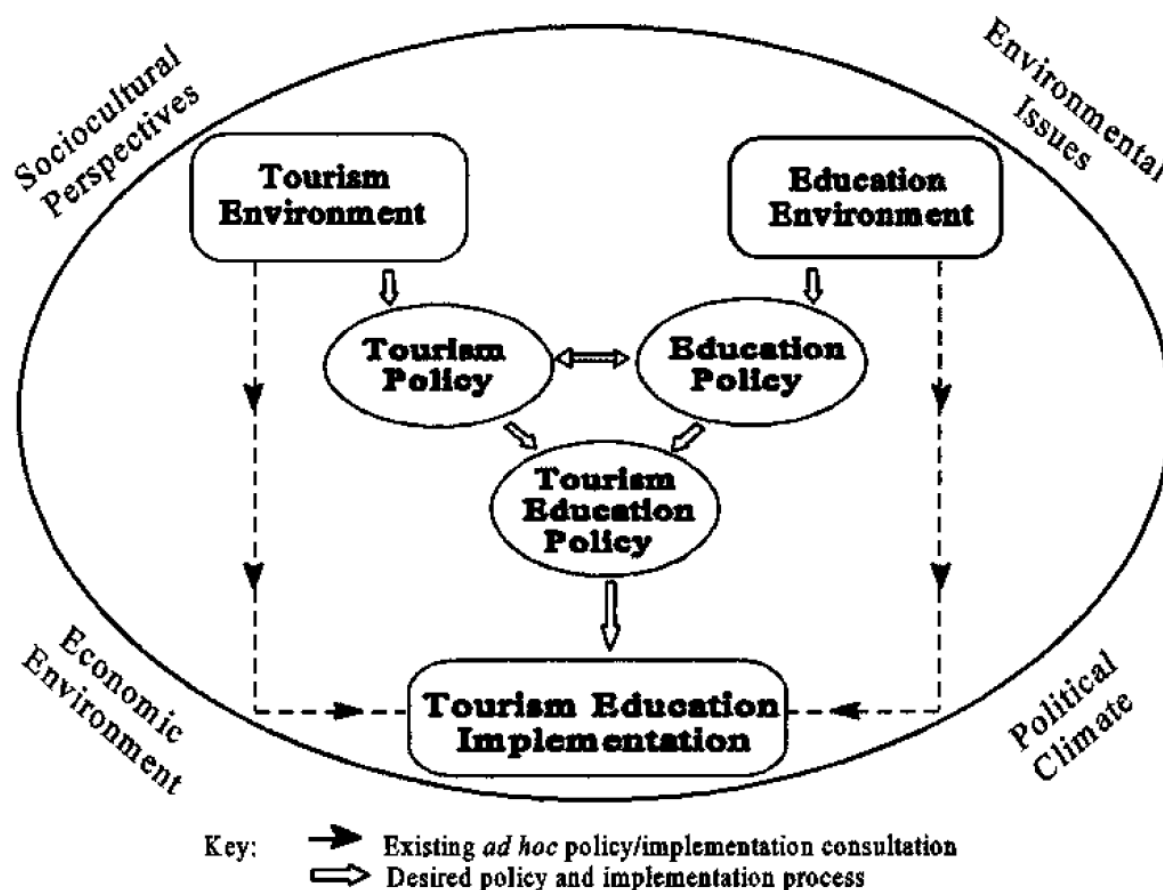 Sociocultural
Perspectives
Environmental
Issues
Tourism
Environment
Education
Environment
Tourism
Policy
Education
Policy
Tourism
Education
Policy
Economic
Environment
Tourism Education
Implementation
Political
Climate
Key:
Existing ad hoc policy/implementation consultation
Desired policy and implementation process